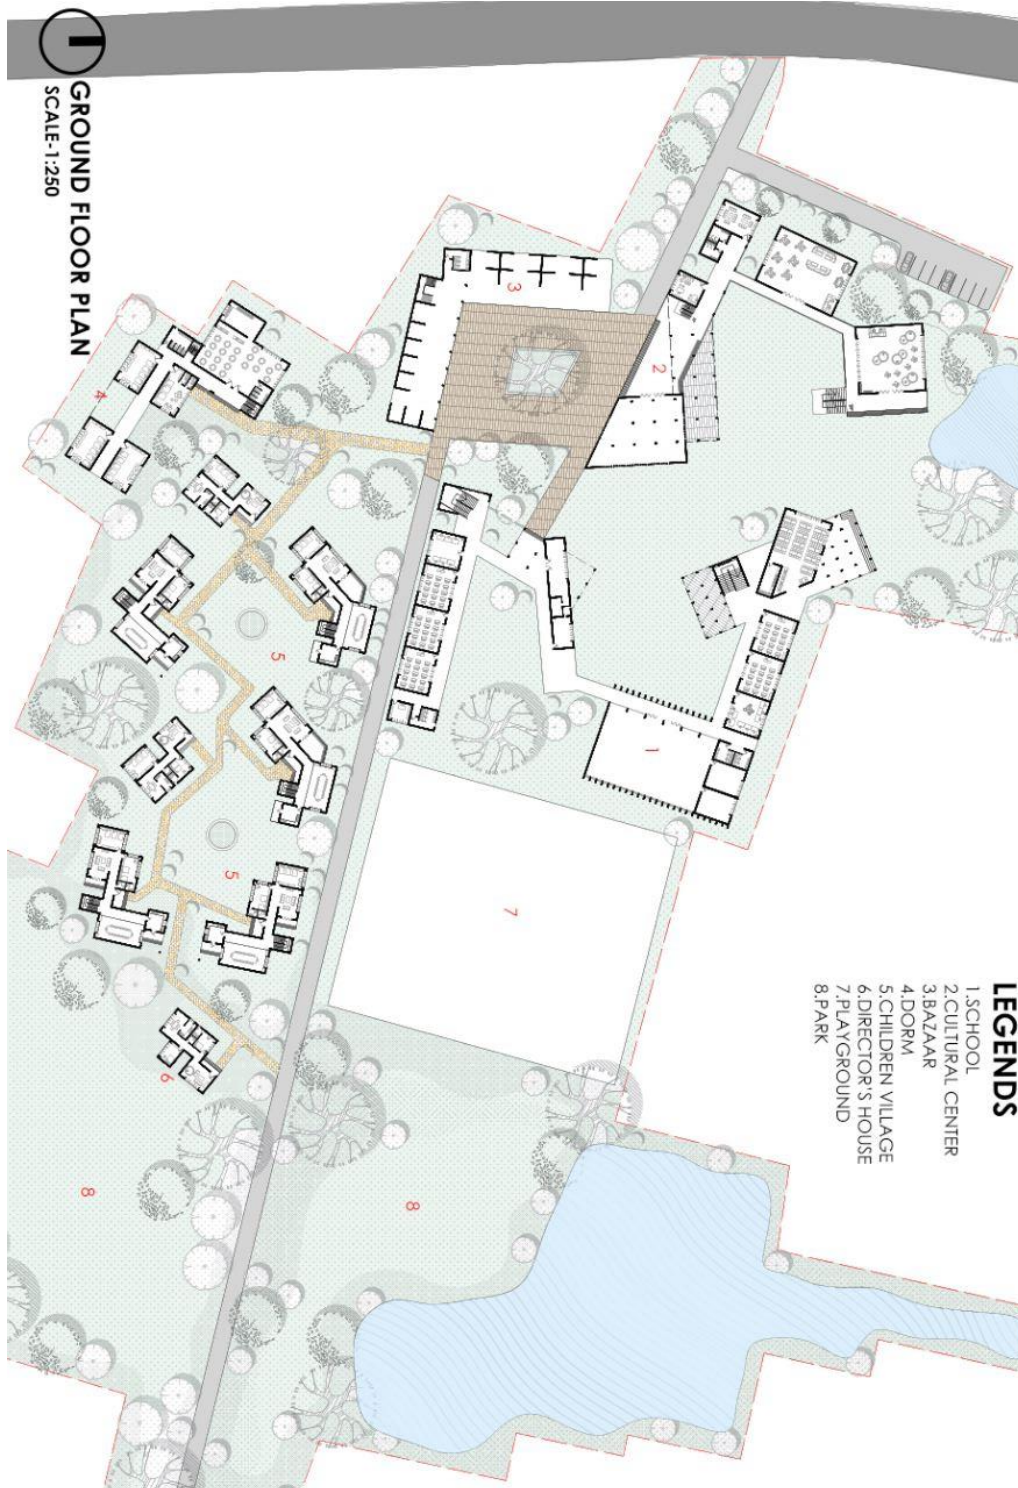 GROUND FLOOR PLAN
SCALE-1:250
LEGENDS
1.SCHOOL
2.CULTURAL CENTER
3.BAZAAR
4.DORM
5.CHILDREN VILLAGE
6.DIRECTOR'S HOUSE
7.PLAYGROUND
8.PARK
3
2
4
5
1
5
7
6
8
8